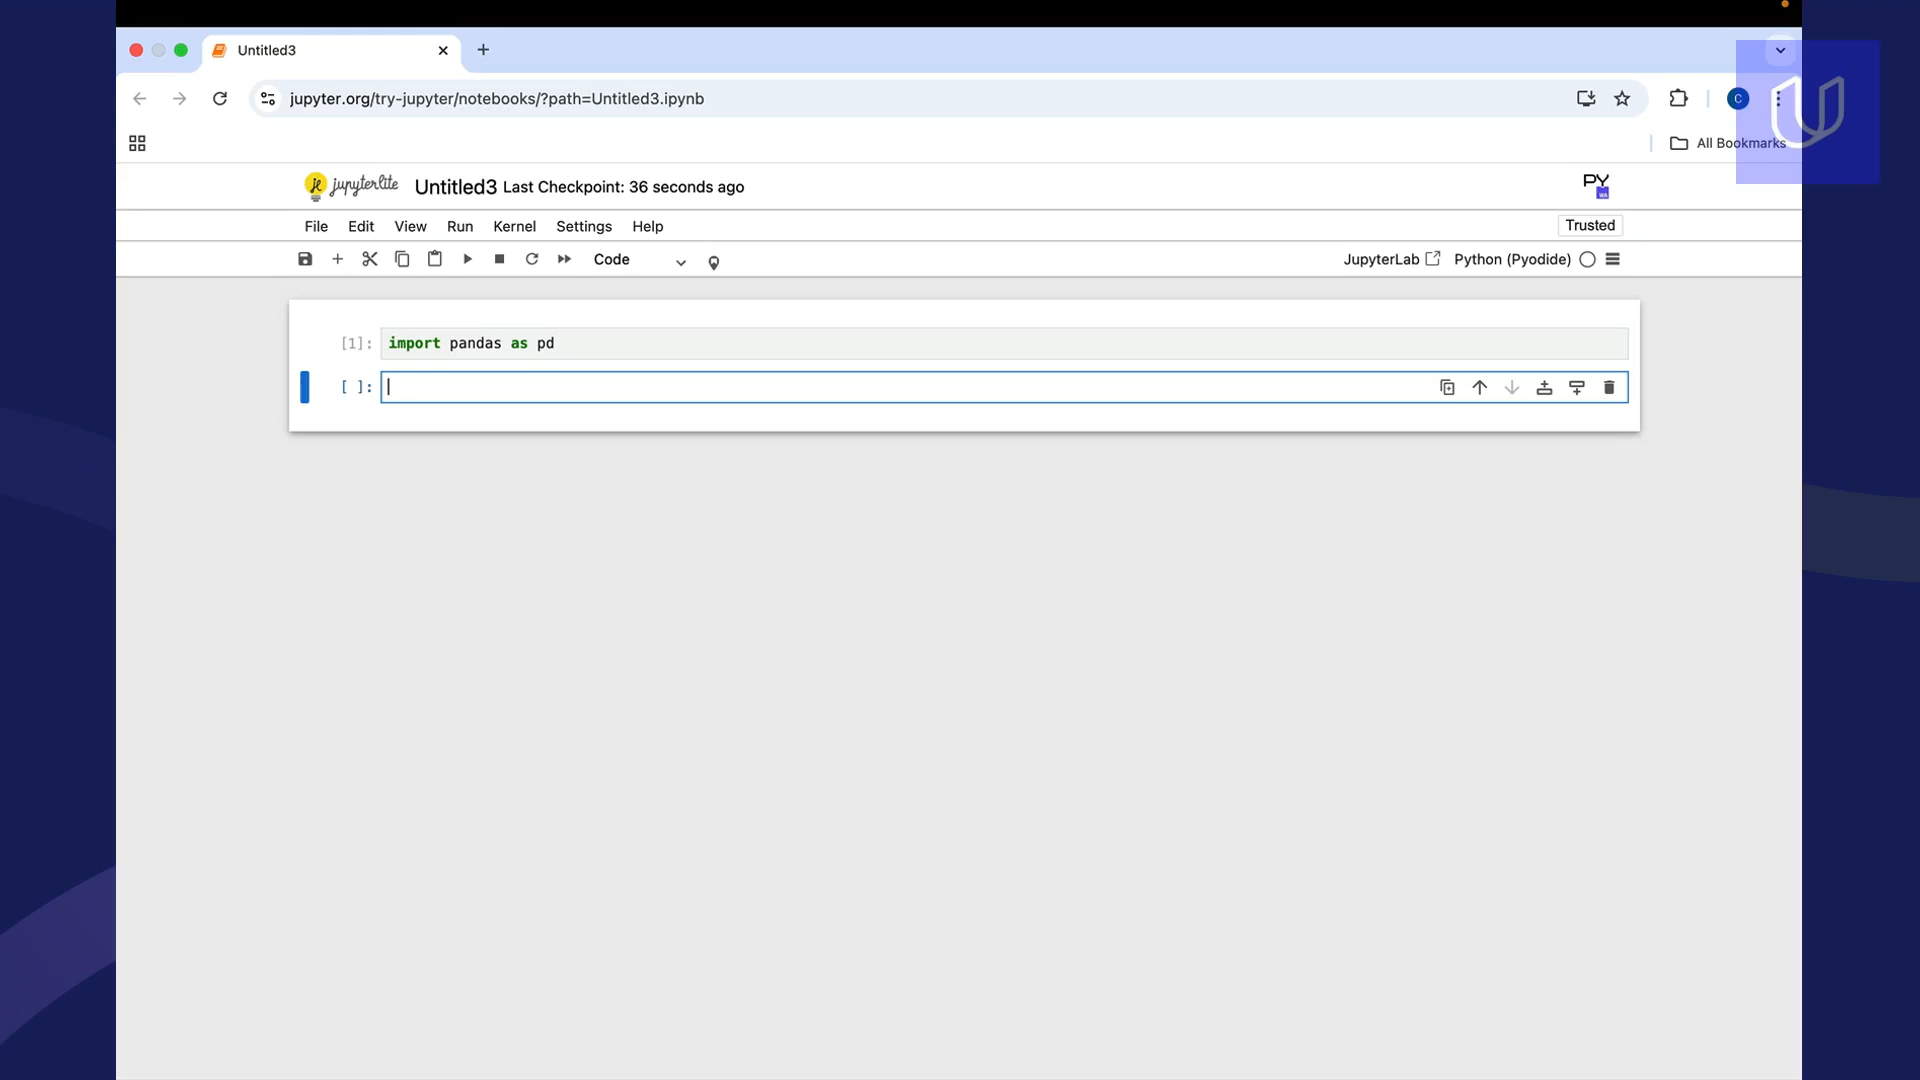 Untitled3
jupyter.org/try-jupyter/notebooks/?path=Untitled3.ipynb
C
All Bookmarks
jupyterlite Untitled3 Last Checkpoint: 36 seconds ago
PY
File Edit View Run Kernel Settings Help
Trusted
Code
JupyterLab Python (Pyodide)
[1]: import pandas as pd
[ ]: